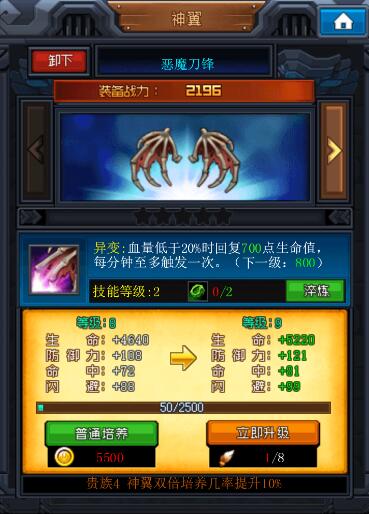 神翼
卸下
恶魔刀锋
装备战力： 2196
异变:血量低于20%时回复700点生命值，
每分钟至多触发一次。（下一级：800）
技能等级:2
0/2
淬炼
等级:8
等级:9
生命:+4640
生命:+5220
防御力:+108
防御力:+121
命中:+72
命中:+81
闪避:+88
闪避:+99
50/2500
普通培养
立即升级
5500
1/8
贵族4 神翼双倍培养几率提升10%